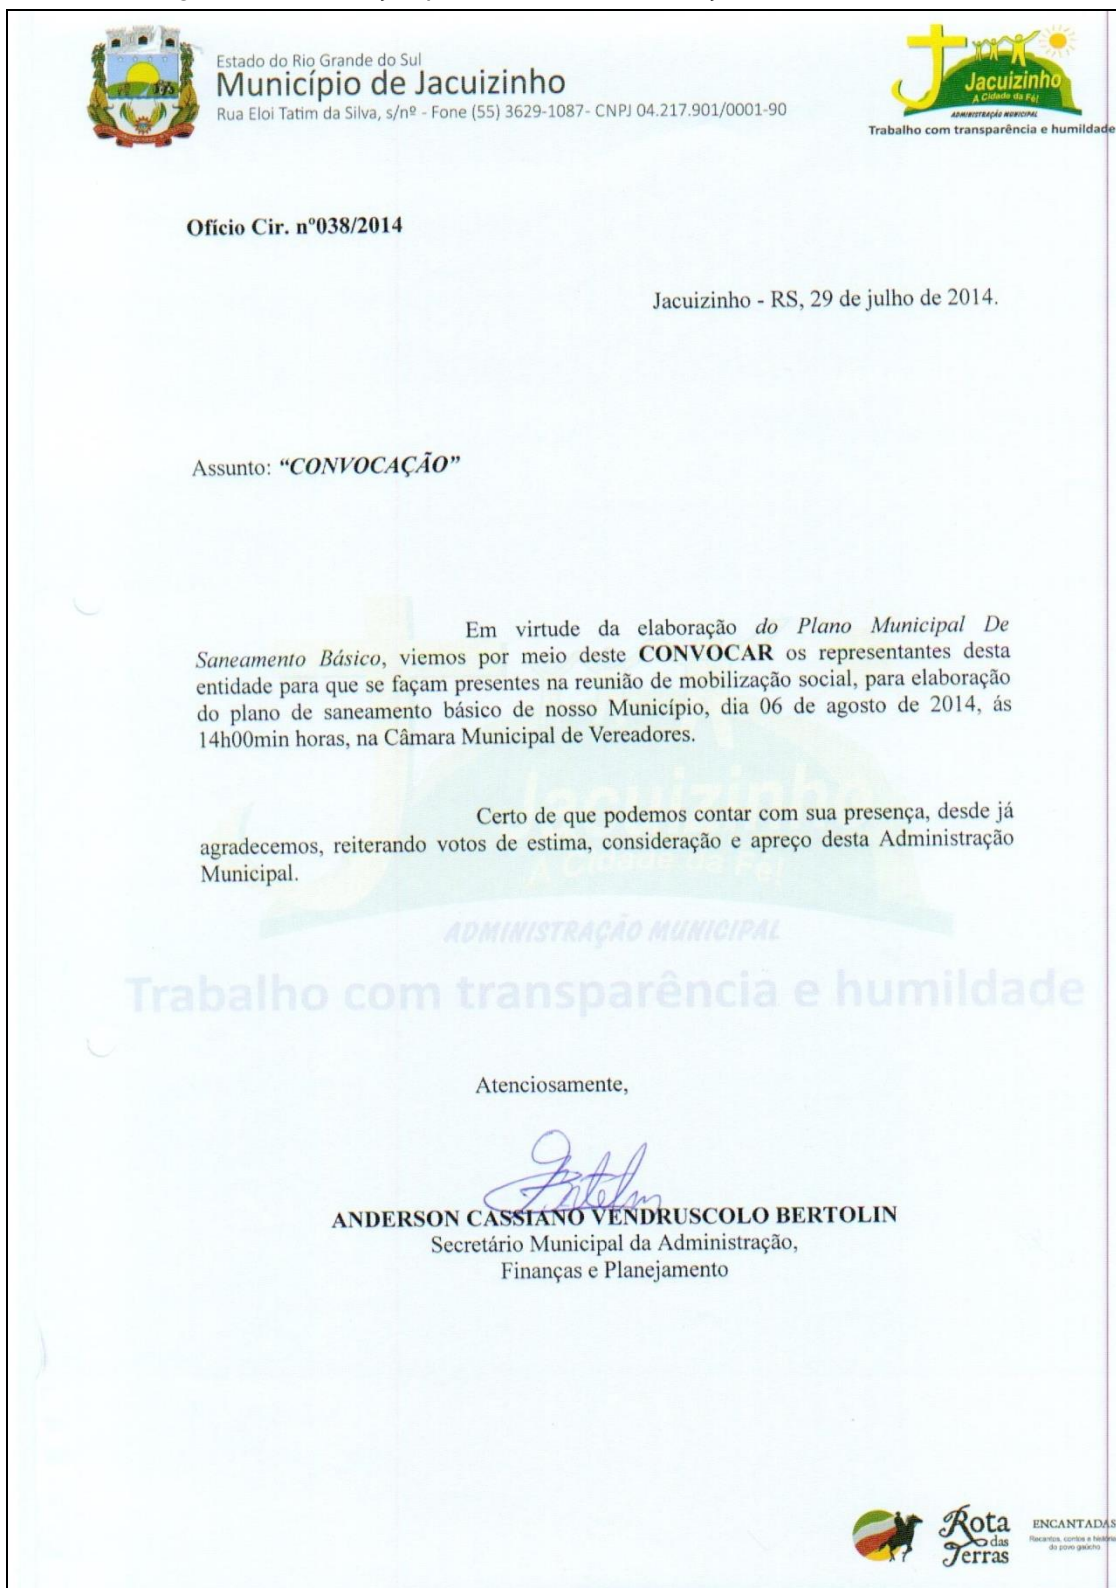 Estado do Rio Grande do Sul
Município de Jacuizinho
Rua Eloi Tatim da Silva, s/nº - Fone (55) 3629-1087- CNPJ 04.217.901/0001-90
Jacuizinho
A Cidade da Fé!
ADMINISTRAÇÃO MUNICIPAL
Trabalho com transparência e humildade
Ofício Cir. nº038/2014
Jacuizinho - RS, 29 de julho de 2014.
Assunto: “CONVOCAÇÃO”
Em virtude da elaboração do Plano Municipal De
Saneamento Básico, viemos por meio deste CONVOCAR os representantes desta
entidade para que se façam presentes na reunião de mobilização social, para elaboração
do plano de saneamento básico de nosso Município, dia 06 de agosto de 2014, ás
14h00min horas, na Câmara Municipal de Vereadores.
Certo de que podemos contar com sua presença, desde já
agradecemos, reiterando votos de estima, consideração e apreço desta Administração
Municipal.
Jacuizinho
A Cidade da Fé!
ADMINISTRAÇÃO MUNICIPAL
Trabalho com transparência e humildade
Atenciosamente,
ANDERSON CASSIANO VENDRUSCOLO BERTOLIN
Secretário Municipal da Administração,
Finanças e Planejamento
Rota
das
Terras
ENCANTADAS
Recantos, contos e história
do povo gaúcho